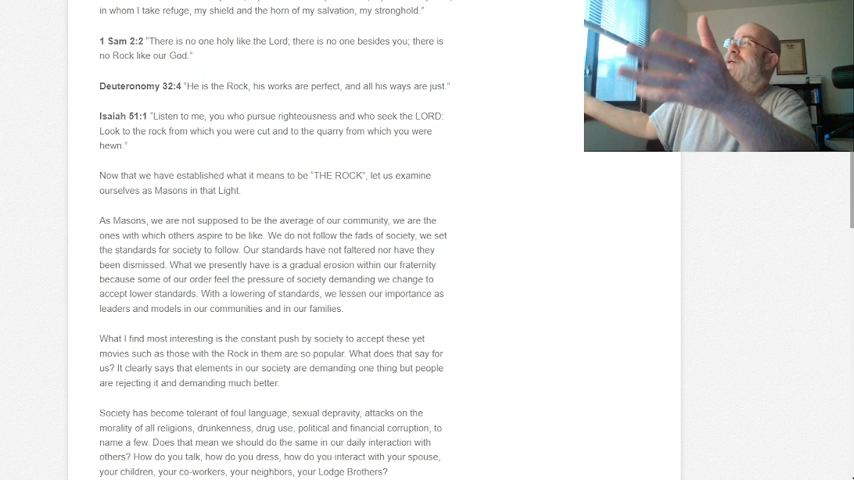 in whom I take refuge, my shield and the horn of my salvation, my stronghold."
1 Sam 2:2 "There is no one holy like the Lord; there is no one besides you; there is
no Rock like our God."
Deuteronomy 32:4 "He is the Rock, his works are perfect, and all his ways are just."
Isaiah 51:1 "Listen to me, you who pursue righteousness and who seek the LORD:
Look to the rock from which you were cut and to the quarry from which you were
hewn."
Now that we have established what it means to be "THE ROCK", let us examine
ourselves as Masons in that Light.
As Masons, we are not supposed to be the average of our community, we are the
ones with which others aspire to be like. We do not follow the fads of society, we set
the standards for society to follow. Our standards have not faltered nor have they
been dismissed. What we presently have is a gradual erosion within our fraternity
because some of our order feel the pressure of society demanding we change to
accept lower standards. With a lowering of standards, we lessen our importance as
leaders and models in our communities and in our families.
What I find most interesting is the constant push by society to accept these yet
movies such as those with the Rock in them are so popular. What does that say for
us? It clearly says that elements in our society are demanding one thing but people
are rejecting it and demanding much better.
Society has become tolerant of foul language, sexual depravity, attacks on the
morality of all religions, drunkenness, drug use, political and financial corruption, to
name a few. Does that mean we should do the same in our daily interaction with
others? How do you talk, how do you dress, how do you interact with your spouse,
your children, your co-workers, your neighbors, your Lodge Brothers?